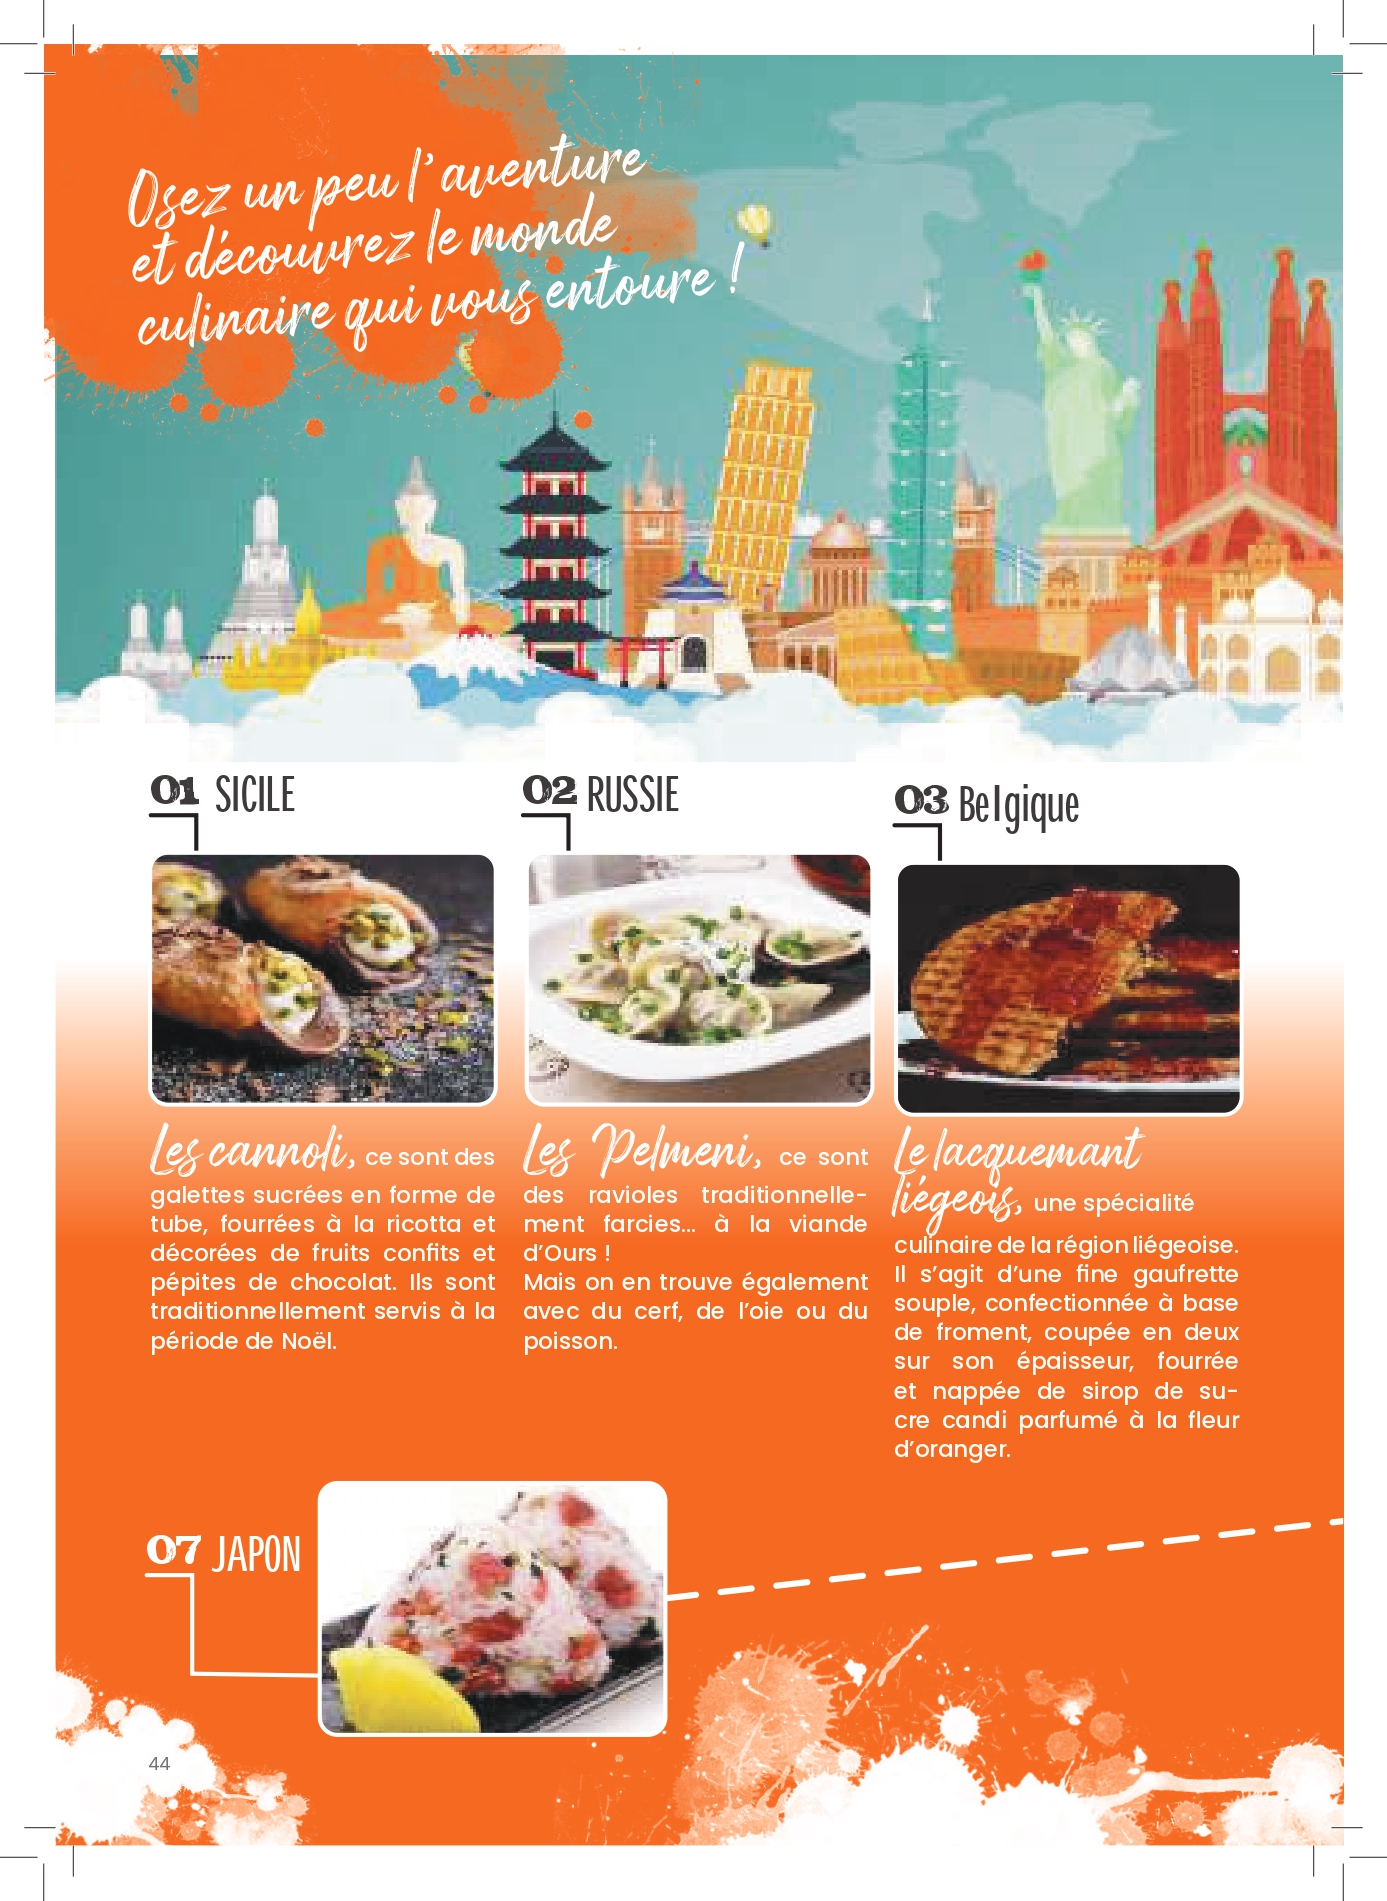 Osez un peu l'aventure
et découvrez le monde
culinaire qui vous entoure !
01 SICILE
Les cannoli, ce sont des
galettes sucrées en forme de
tube, fourrées à la ricotta et
décorées de fruits confits et
pépites de chocolat. Ils sont
traditionnellement servis à la
période de Noël.
02 RUSSIE
Les Pelmeni, ce sont
des ravioles traditionnelle-
ment farcies... à la viande
d'Ours !
Mais on en trouve également
avec du cerf, de l'oie ou du
poisson.
03 Belgique
Le lacquemant
liégeois, une spécialité
culinaire de la région liégeoise.
Il s'agit d'une fine gaufrette
souple, confectionnée à base
de froment, coupée en deux
sur son épaisseur, fourrée
et nappée de sirop de su-
cre candi parfumé à la fleur
d'oranger.
07 JAPON
44